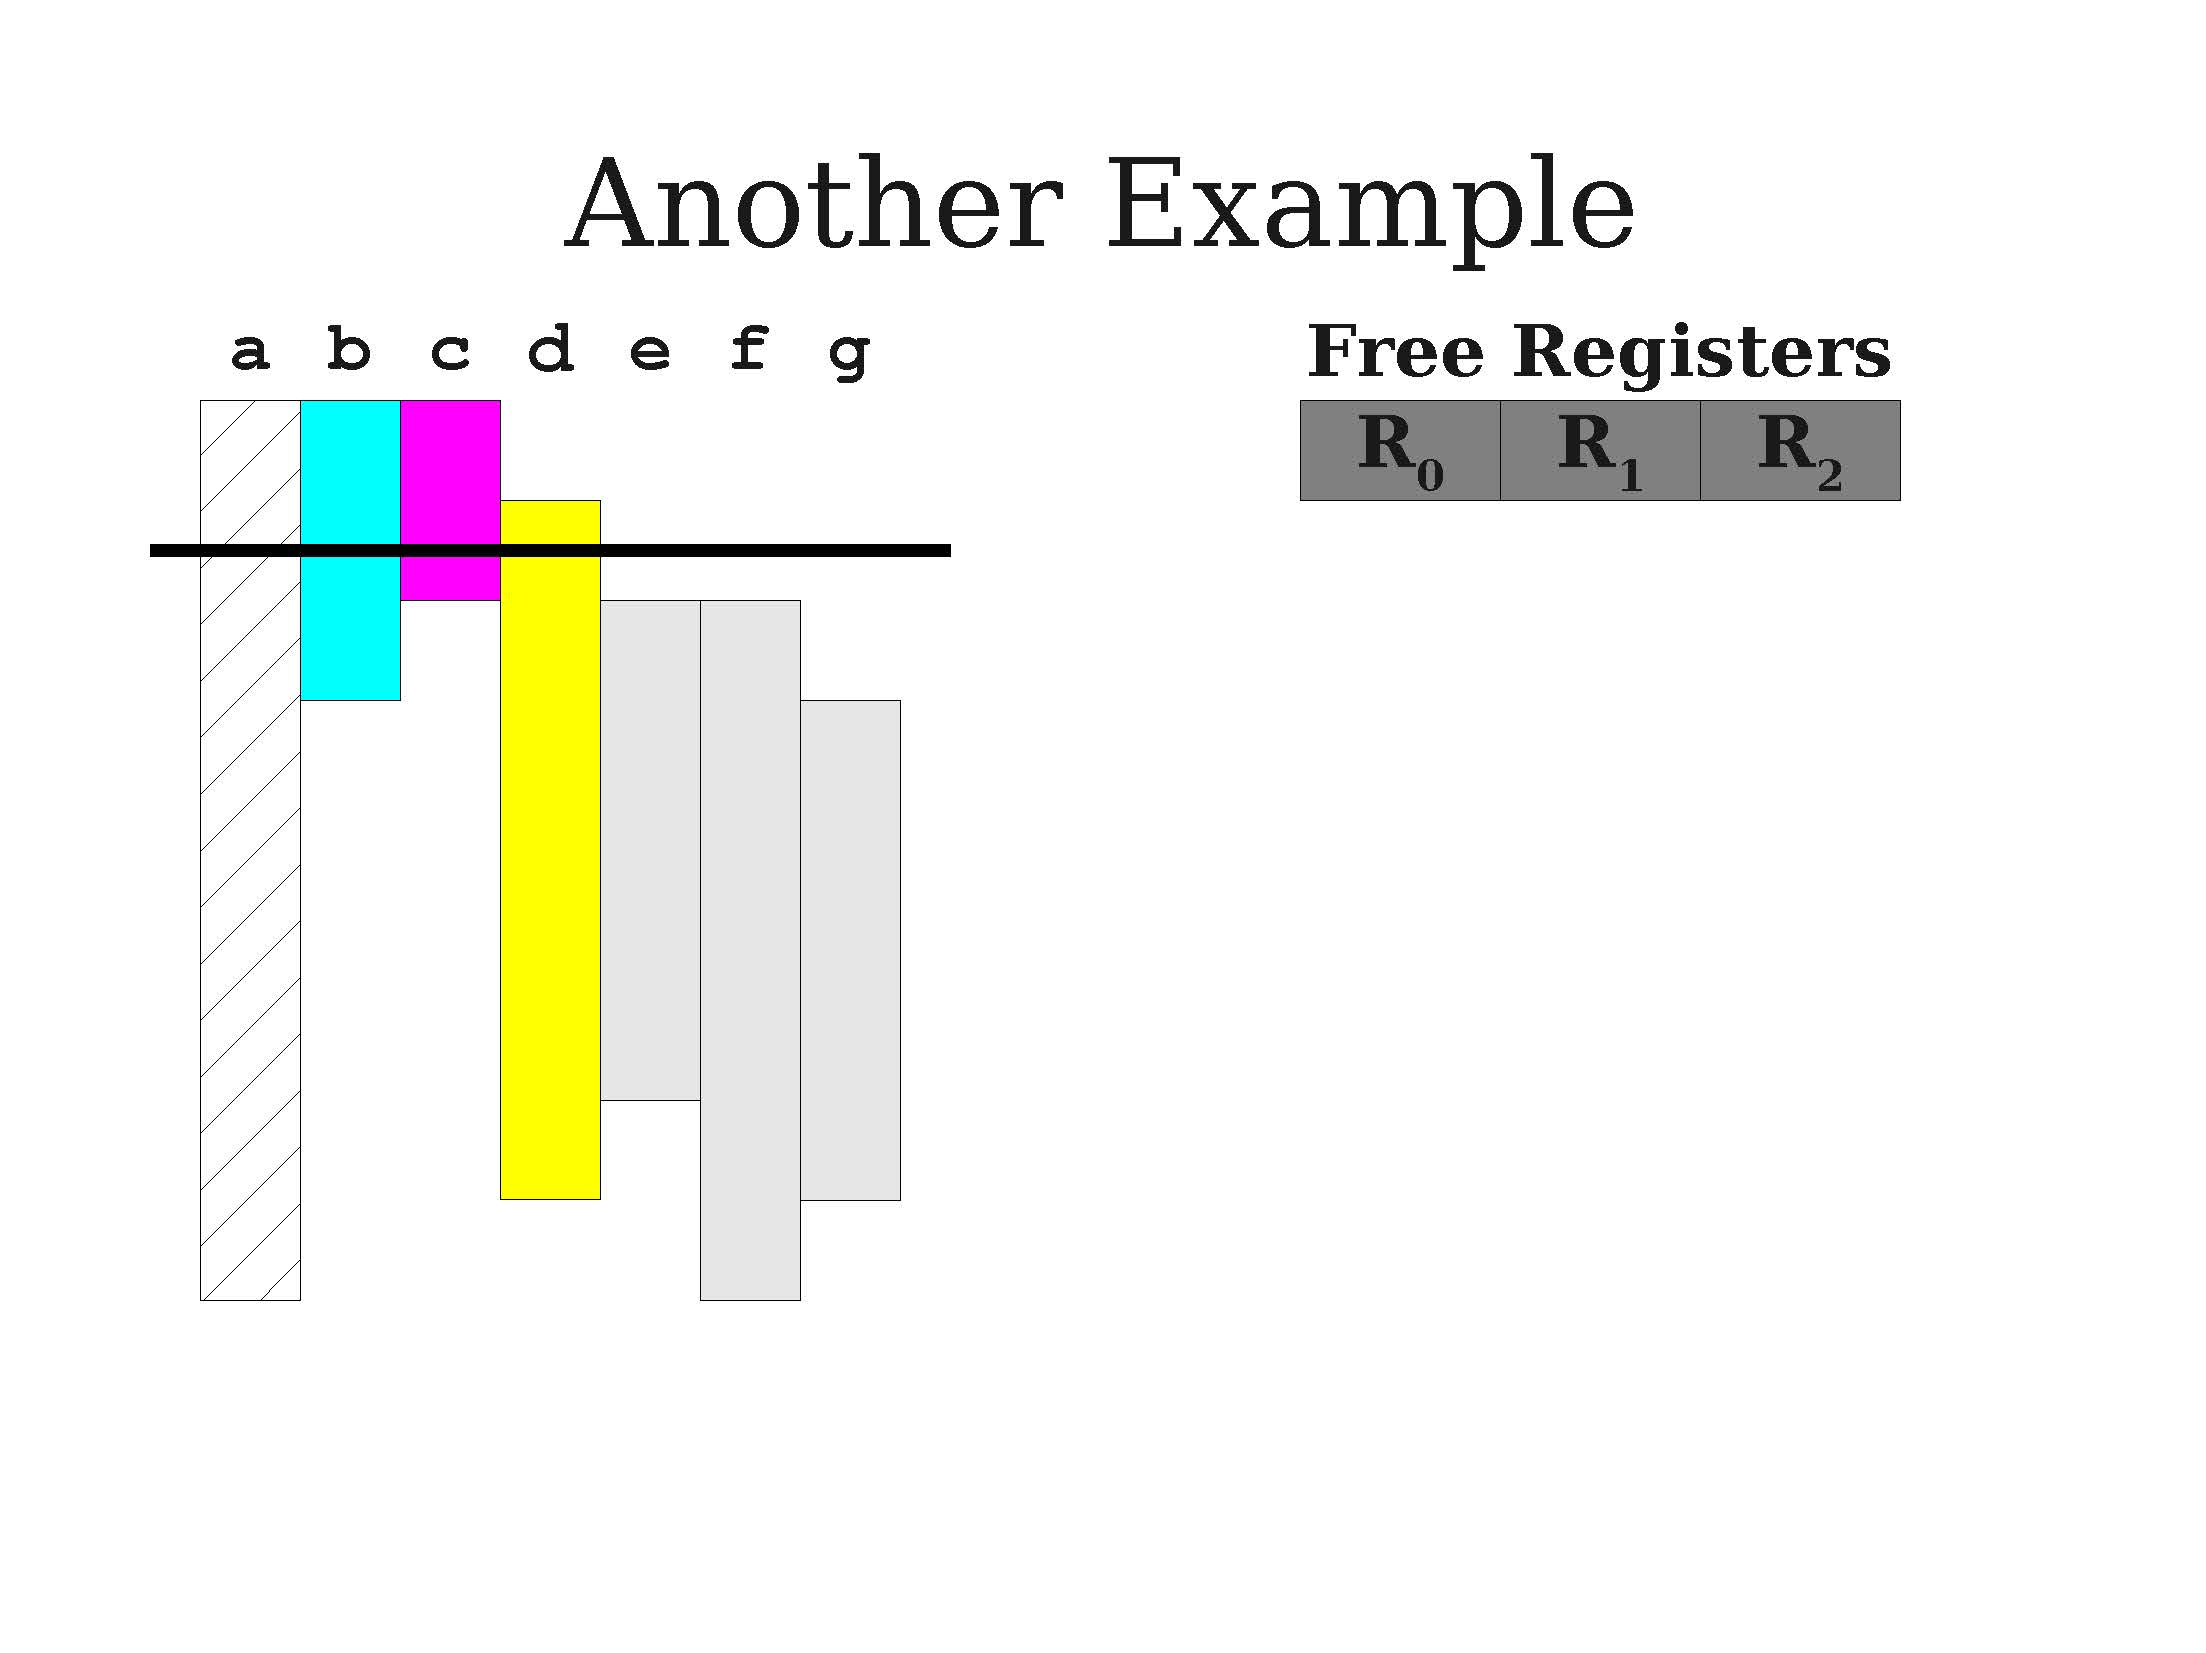 Another Example
a b c d e f g
Free Registers
R0 R1 R2